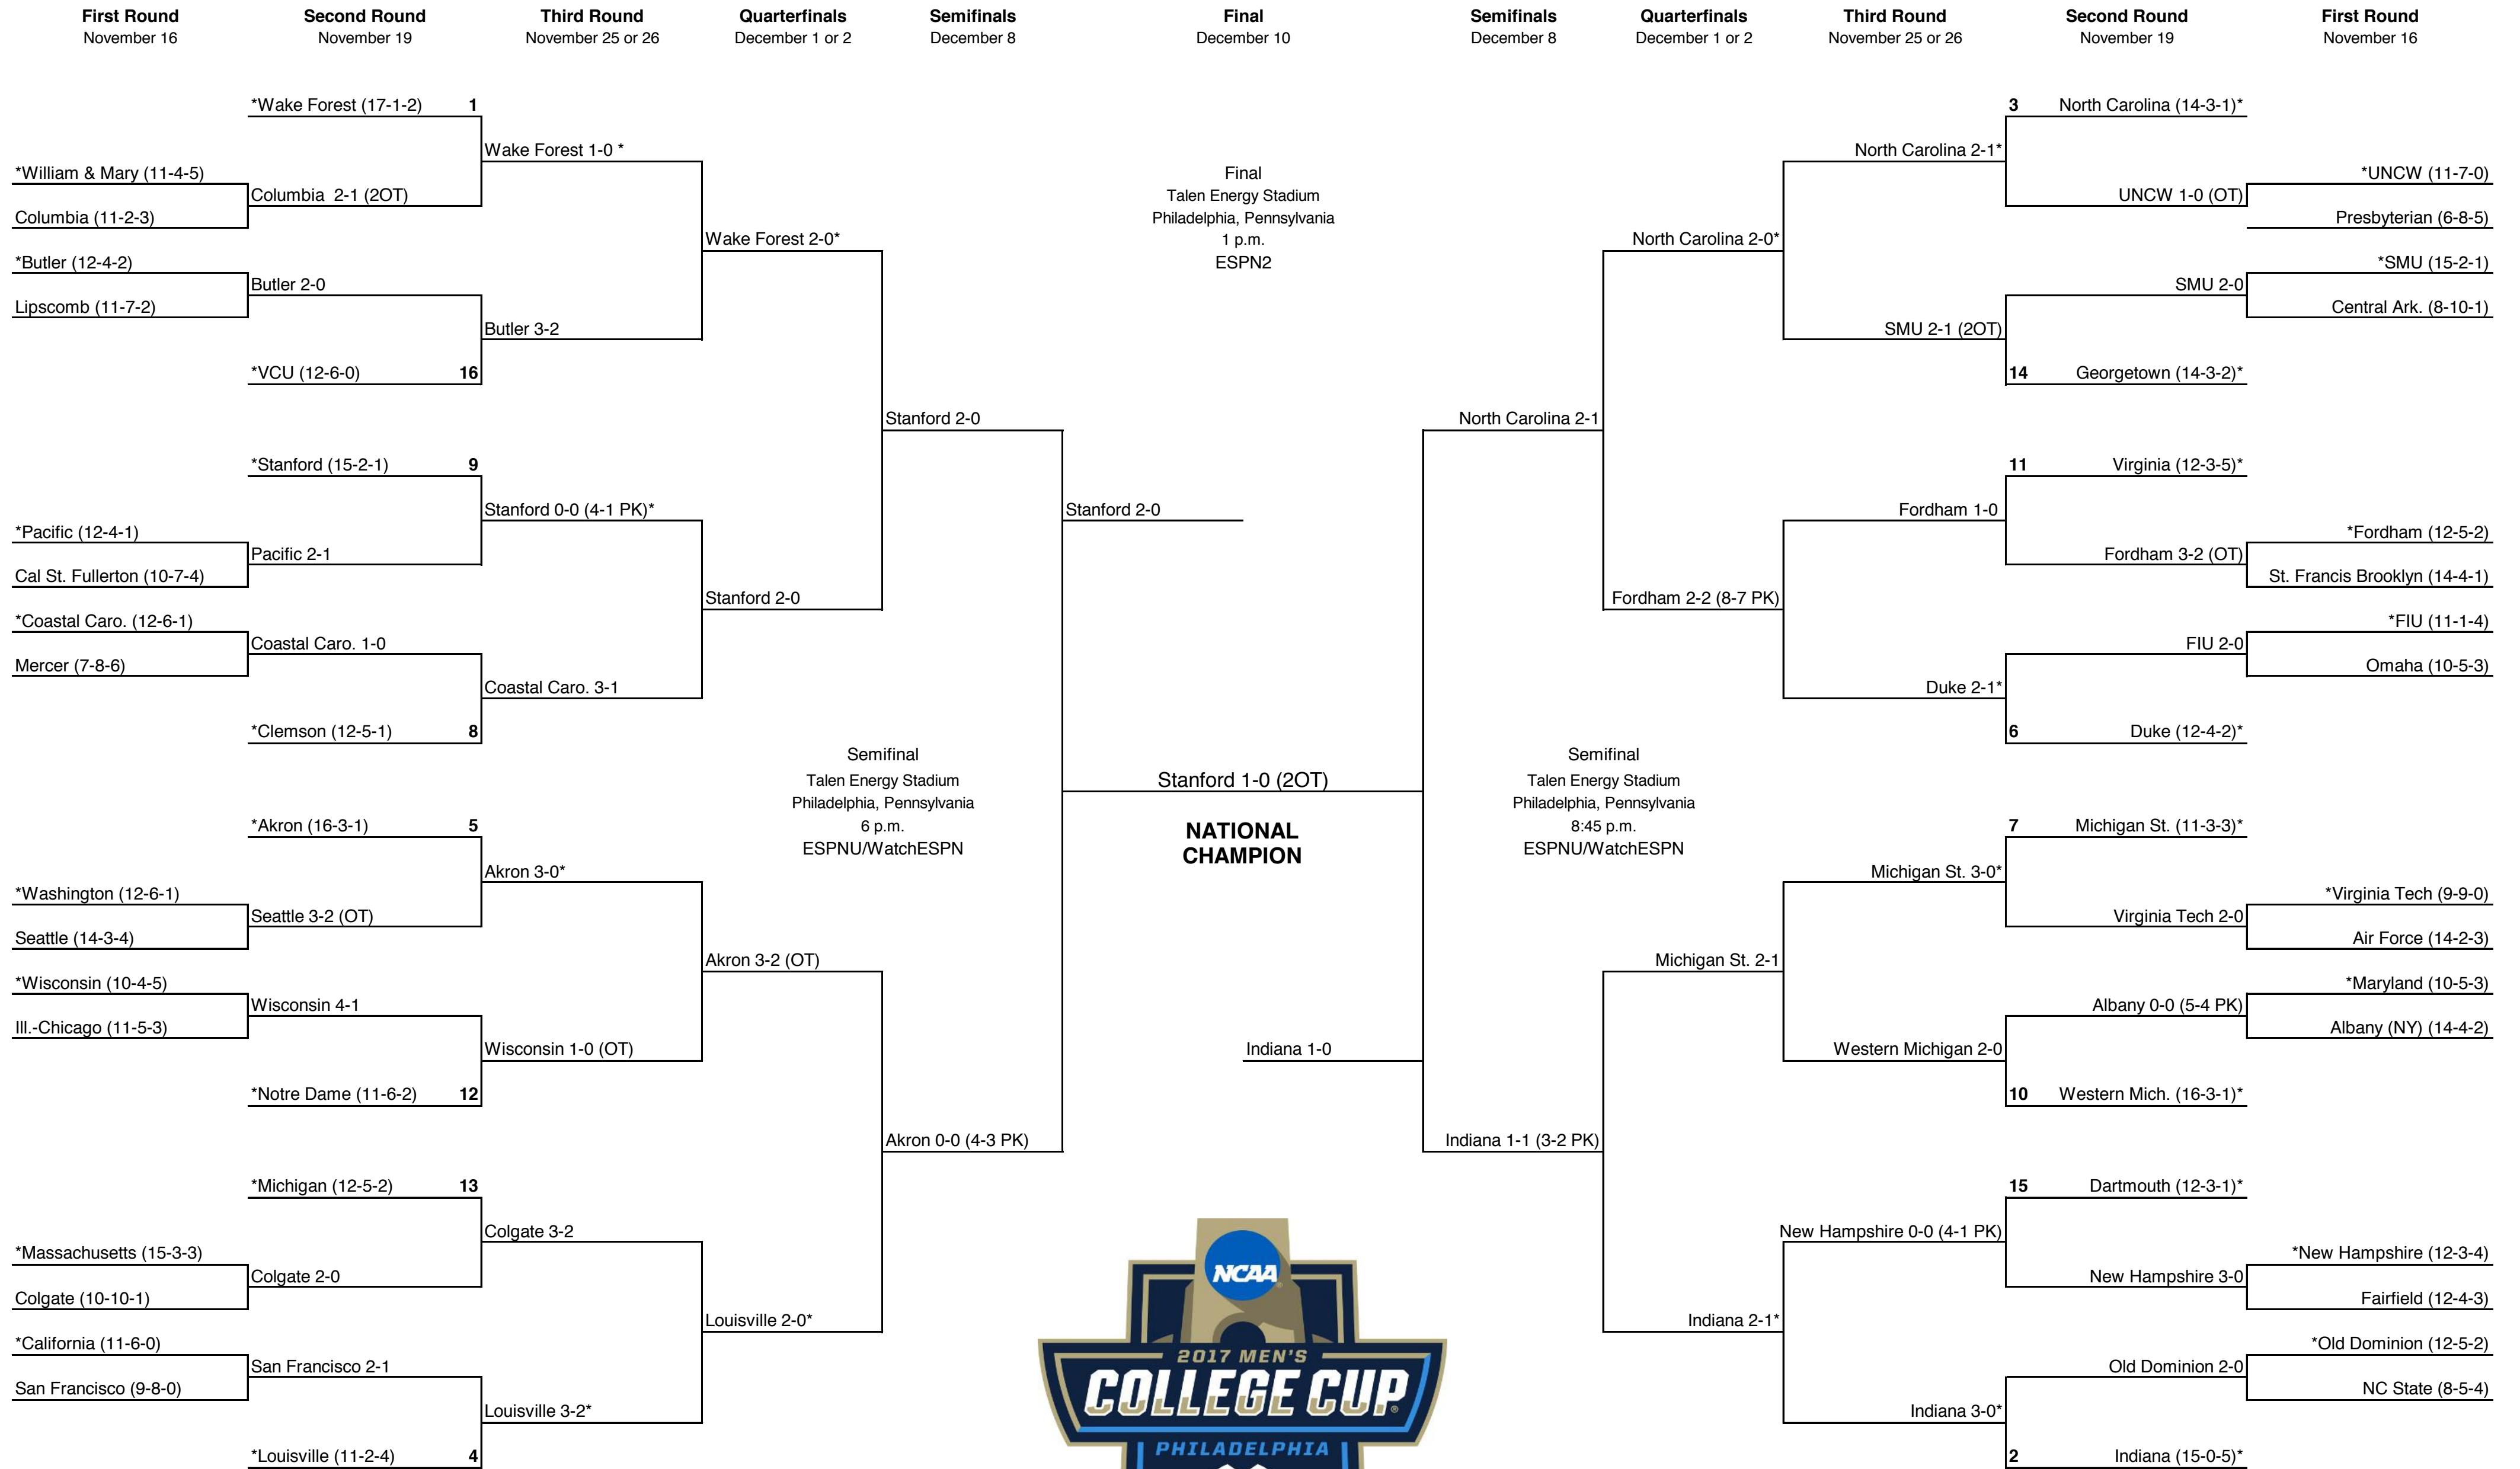 First Round
November 16
Second Round
November 19
Third Round
November 25 or 26
Quarterfinals
December 1 or 2
Semifinals
December 8
Final
December 10
Semifinals
December 8
Quarterfinals
December 1 or 2
Third Round
November 25 or 26
Second Round
November 19
First Round
November 16
*William & Mary (11-4-5)
Columbia (11-2-3)
*Butler (12-4-2)
Lipscomb (11-7-2)
*Pacific (12-4-1)
Cal St. Fullerton (10-7-4)
*Coastal Caro. (12-6-1)
Mercer (7-8-6)
*Washington (12-6-1)
Seattle (14-3-4)
*Wisconsin (10-4-5)
Ill.-Chicago (11-5-3)
*Massachusetts (15-3-3)
Colgate (10-10-1)
*California (11-6-0)
San Francisco (9-8-0)
*Wake Forest (17-1-2) 1
Columbia  2-1 (2OT)
Butler 2-0
*VCU (12-6-0) 16
*Stanford (15-2-1) 9
Pacific 2-1
Coastal Caro. 1-0
*Clemson (12-5-1) 8
*Akron (16-3-1) 5
Seattle 3-2 (OT)
Wisconsin 4-1
*Notre Dame (11-6-2) 12
*Michigan (12-5-2) 13
Colgate 2-0
San Francisco 2-1
*Louisville (11-2-4) 4
Wake Forest 1-0 *
Butler 3-2
Stanford 0-0 (4-1 PK)*
Coastal Caro. 3-1
Akron 3-0*
Wisconsin 1-0 (OT)
Colgate 3-2
Louisville 3-2*
Wake Forest 2-0*
Stanford 2-0
Akron 3-2 (OT)
Louisville 2-0*
Stanford 2-0
Akron 0-0 (4-3 PK)
Semifinal
Talen Energy Stadium
Philadelphia, Pennsylvania
6 p.m.
ESPNU/WatchESPN
Final
Talen Energy Stadium
Philadelphia, Pennsylvania
1 p.m.
ESPN2
Stanford 2-0
Stanford 1-0 (2OT)
NATIONAL
CHAMPION
Indiana 1-0
NCAA
2017 MEN'S
COLLEGE CUP®
PHILADELPHIA
Semifinal
Talen Energy Stadium
Philadelphia, Pennsylvania
8:45 p.m.
ESPNU/WatchESPN
North Carolina 2-1
Indiana 1-1 (3-2 PK)
North Carolina 2-0*
Fordham 2-2 (8-7 PK)
Michigan St. 2-1
Indiana 2-1*
North Carolina 2-1*
SMU 2-1 (2OT)
Fordham 1-0
Duke 2-1*
Michigan St. 3-0*
Western Michigan 2-0
New Hampshire 0-0 (4-1 PK)
Indiana 3-0*
3 North Carolina (14-3-1)*
UNCW 1-0 (OT)
SMU 2-0
14 Georgetown (14-3-2)*
11 Virginia (12-3-5)*
Fordham 3-2 (OT)
FIU 2-0
6 Duke (12-4-2)*
7 Michigan St. (11-3-3)*
Virginia Tech 2-0
Albany 0-0 (5-4 PK)
10 Western Mich. (16-3-1)*
15 Dartmouth (12-3-1)*
New Hampshire 3-0
Old Dominion 2-0
2 Indiana (15-0-5)*
*UNCW (11-7-0)
Presbyterian (6-8-5)
*SMU (15-2-1)
Central Ark. (8-10-1)
*Fordham (12-5-2)
St. Francis Brooklyn (14-4-1)
*FIU (11-1-4)
Omaha (10-5-3)
*Virginia Tech (9-9-0)
Air Force (14-2-3)
*Maryland (10-5-3)
Albany (NY) (14-4-2)
*New Hampshire (12-3-4)
Fairfield (12-4-3)
*Old Dominion (12-5-2)
NC State (8-5-4)